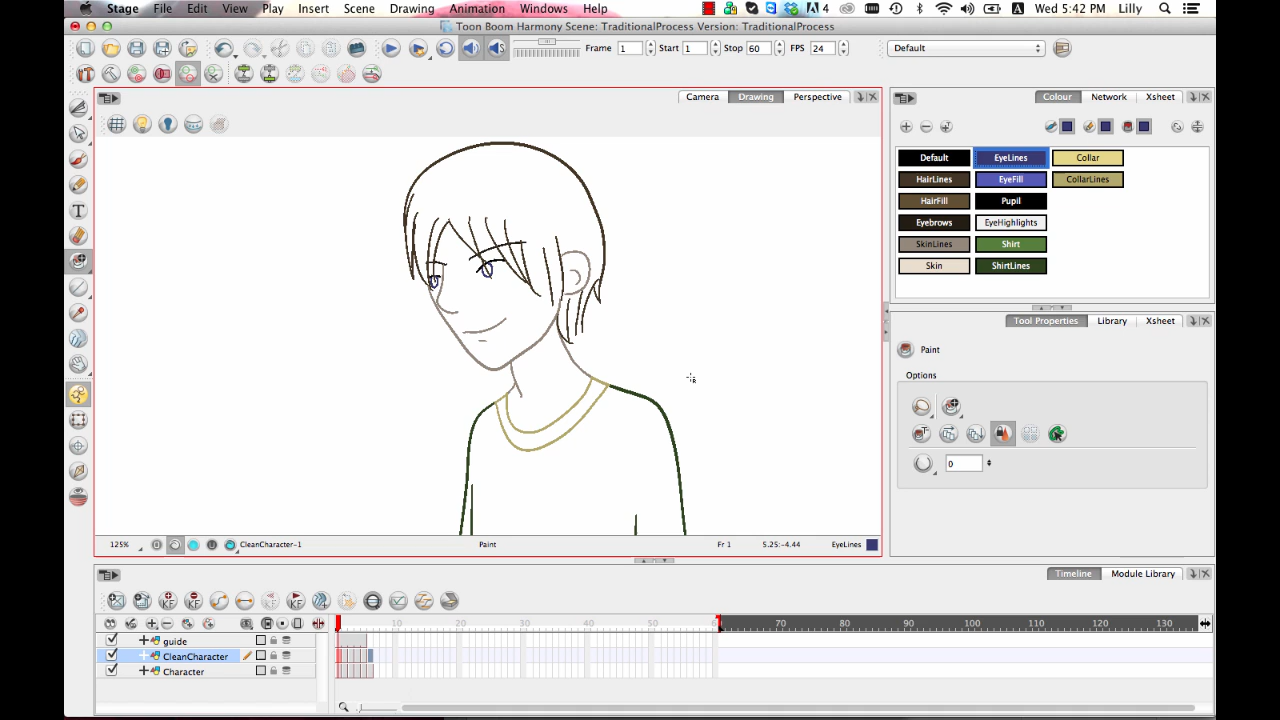 Stage File Edit View Play Insert Scene Drawing Animation Windows Help 4 A Wed 5:42 PM Lilly
Toon Boom Harmony Scene: TraditionalProcess Version: TraditionalProcess
Frame 1 Start 1 Stop 60 FPS 24 Default
Camera Drawing Perspective
Colour Network Xsheet
Default EyeLines Collar
HairLines EyeFill CollarLines
HairFill Pupil
Eyebrows EyeHighlights
SkinLines Shirt
Skin ShirtLines
Tool Properties Library Xsheet
Paint
Options
0
125% CleanCharacter-1 Paint Fr 1 5.25:-4.44 EyeLines
Timeline Module Library
10 20 30 40 50 70 80 90 100 110 120 130
guide
CleanCharacter
Character